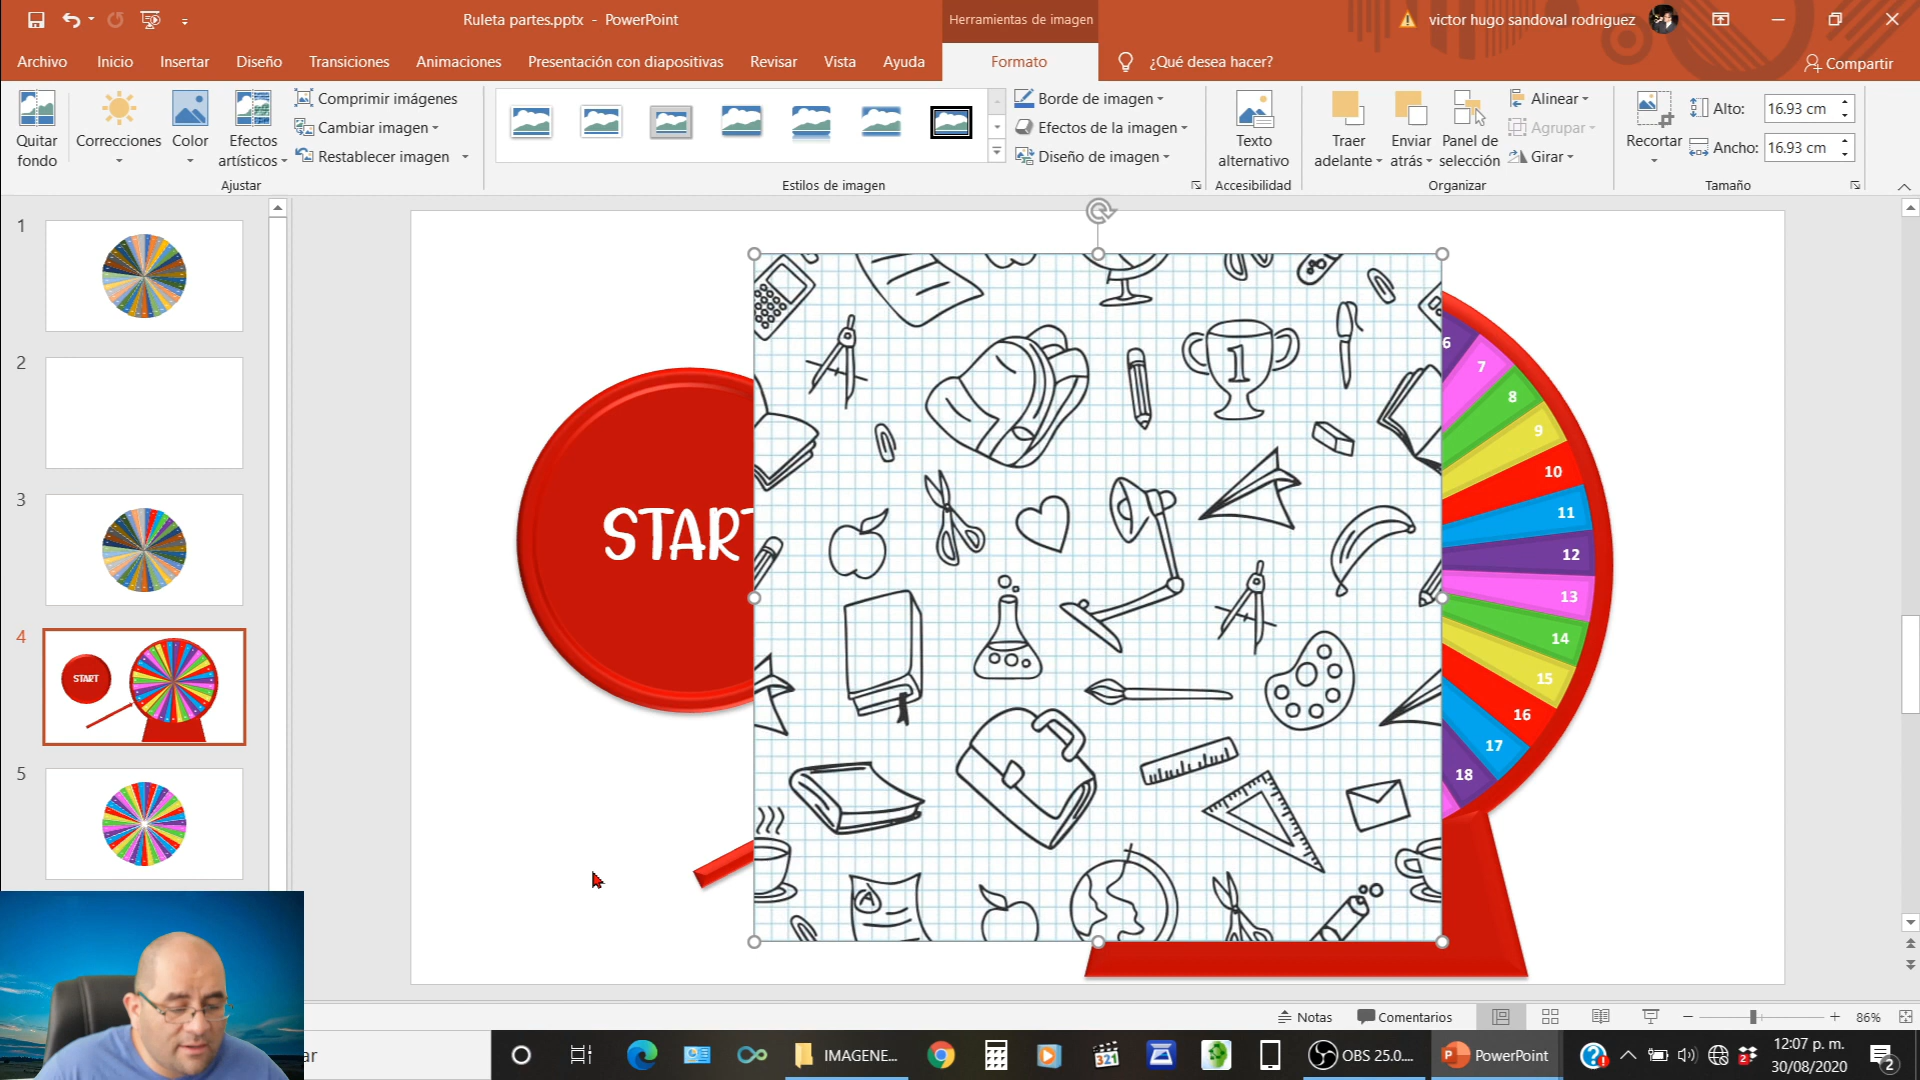 Ruleta partes.pptx - PowerPoint
Herramientas de imagen
victor hugo sandoval rodriguez
Archivo Inicio Insertar Diseño Transiciones Animaciones Presentación con diapositivas Revisar Vista Ayuda Formato ¿Qué desea hacer? Compartir
Quitar fondo
Correcciones
Color
Efectos artísticos
Comprimir imágenes
Cambiar imagen
Restablecer imagen
Ajustar
Estilos de imagen
Borde de imagen
Efectos de la imagen
Diseño de imagen
Texto alternativo
Accesibilidad
Traer adelante
Enviar atrás
Panel de selección
Alinear
Agrupar
Girar
Organizar
Recortar
Alto: 16.93 cm
Ancho: 16.93 cm
Tamaño
1
2
3
4
START
5
START
1
A
6
7
8
9
10
11
12
13
14
15
16
17
18
Notas Comentarios 86%
ar
IMAGENE...
321
OBS 25.0....
PowerPoint
12:07 p. m.
30/08/2020
2
2